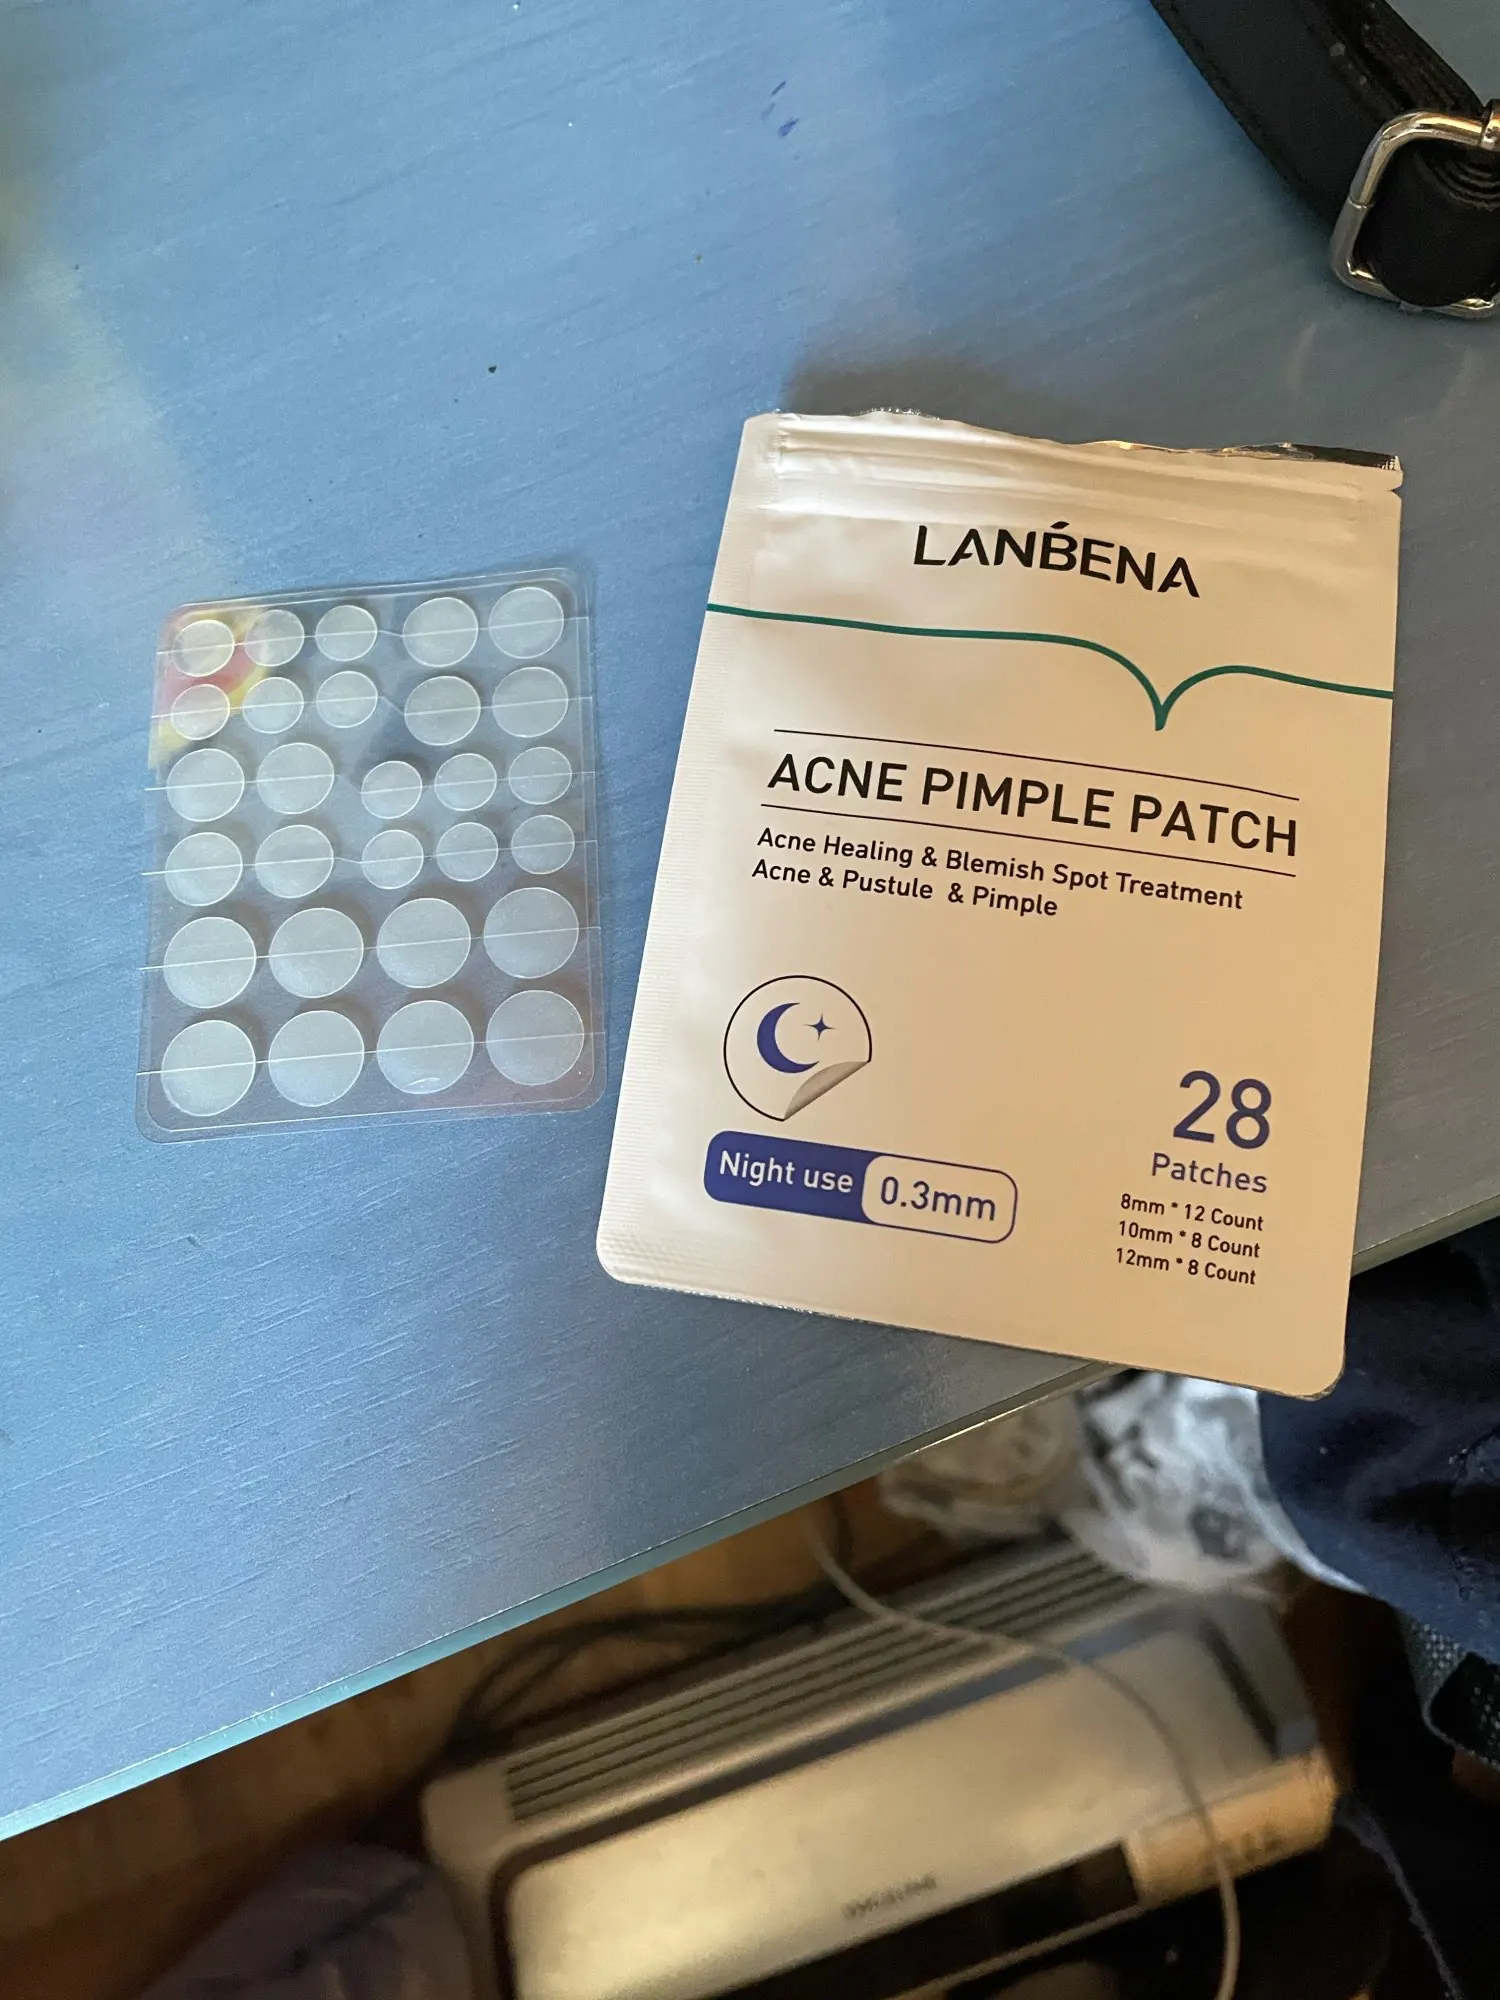 LANBENA
ACNE PIMPLE PATCH
Acne Healing & Blemish Spot Treatment
Acne & Pustule & Pimple
Night use 0.3mm
28
Patches
8mm * 12 Count
10mm * 8 Count
12mm * 8 Count